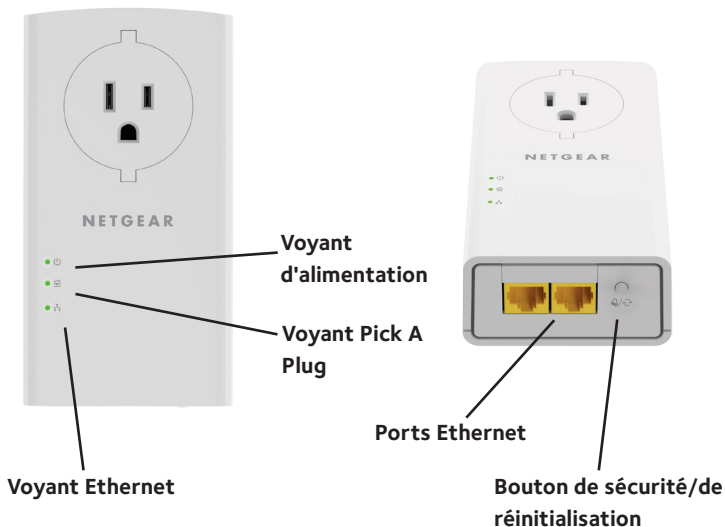 NETGEAR
NETGEAR
Voyant
d'alimentation
Voyant Pick A
Plug
Ports Ethernet
Voyant Ethernet
Bouton de sécurité/de
réinitialisation